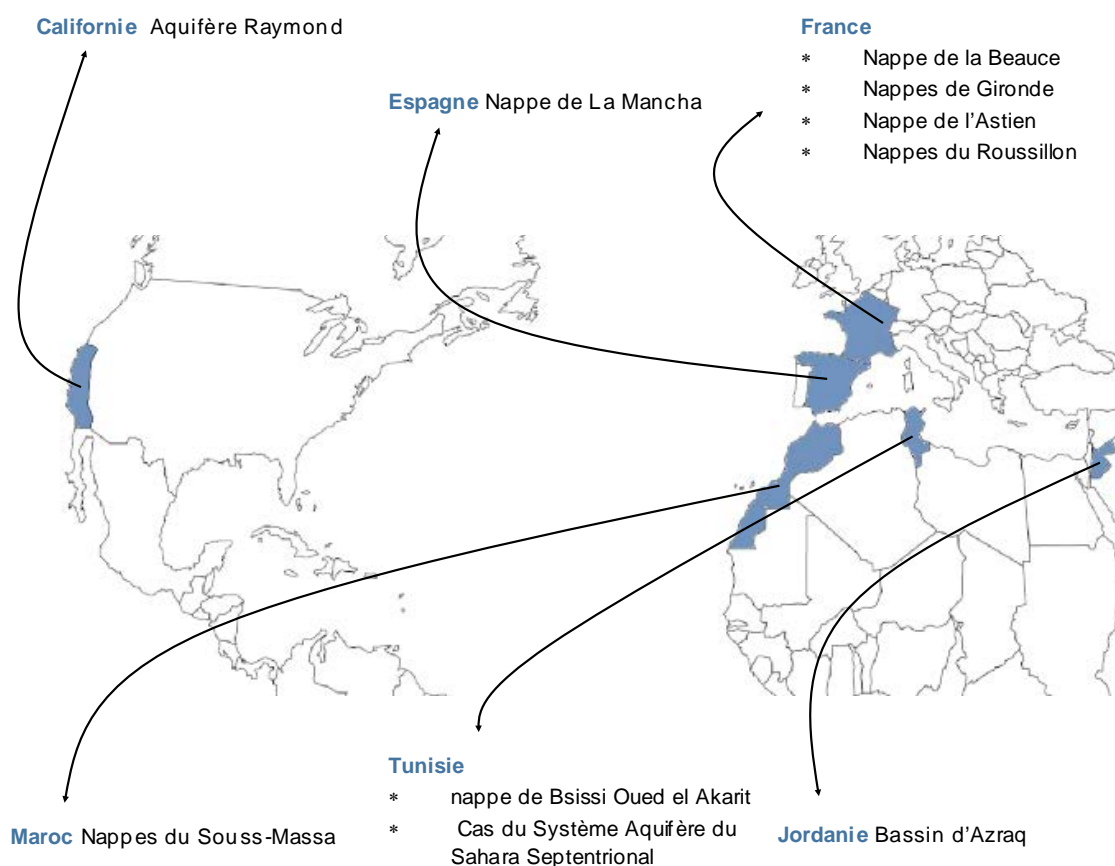 Californie Aquifère Raymond
France
* Nappe de la Beauce
* Nappes de Gironde
* Nappe de l'Astien
* Nappes du Roussillon
Espagne Nappe de La Mancha
Tunisie
* nappe de Bsissi Oued el Akarit
* Cas du Système Aquifère du
Sahara Septentrional
Maroc Nappes du Souss-Massa
Jordanie Bassin d'Azraq